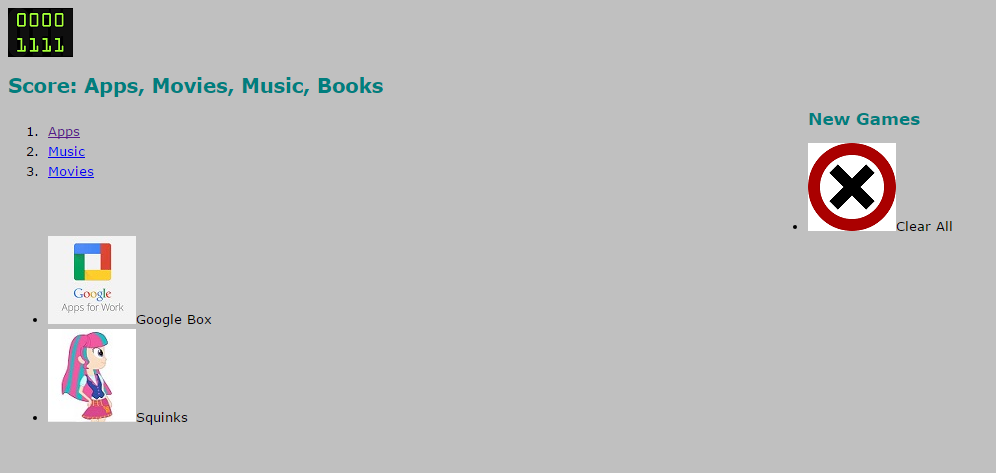 0000
1111
Score: Apps, Movies, Music, Books
1. Apps
2. Music
3. Movies
New Games
Clear All
Google
Apps for Work
Google Box
Squinks